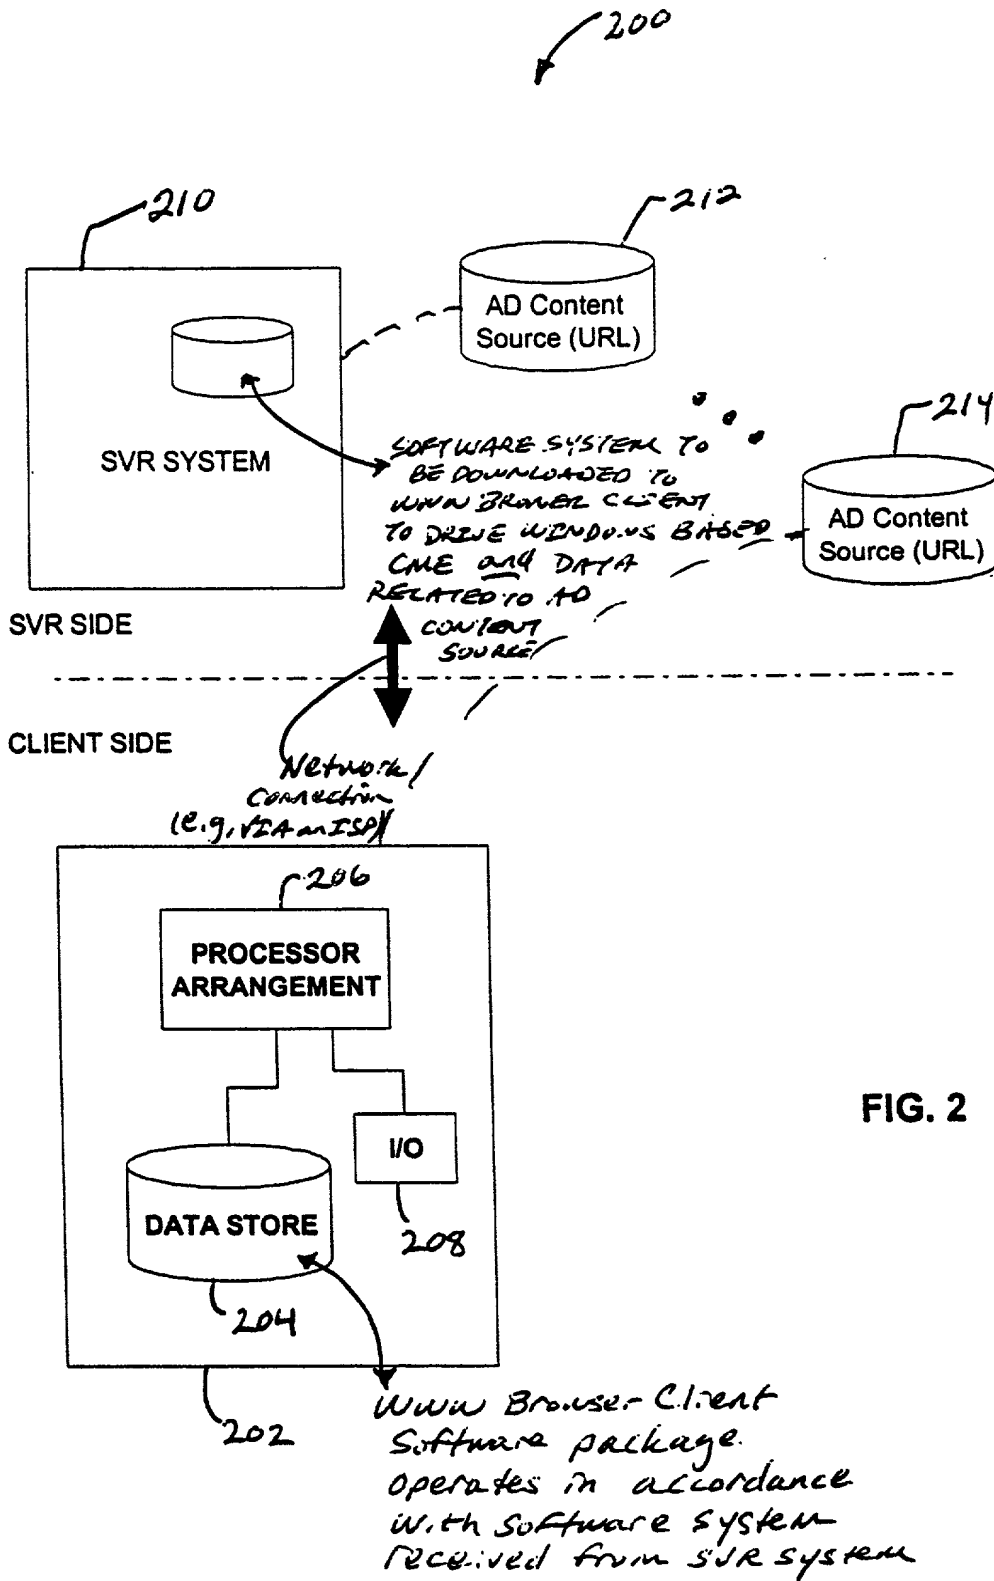 200
210
212
AD Content
Source (URL)
214
AD Content
Source (URL)
SVR SYSTEM
SOFTWARE SYSTEM TO
BE DOWNLOADED TO
WWW BROWER CLIENT
TO DRIVE WINDOWS BASED
GME and DATA
RELATED TO AD
CONTENT
SOURCE
SVR SIDE
CLIENT SIDE
Network
Connection
(e.g, VIA an ISP)
206
PROCESSOR
ARRANGEMENT
I/O
208
DATA STORE
204
202
FIG. 2
WWW Browser Client
Software package
operates in accordance
with software system
received from SVR system